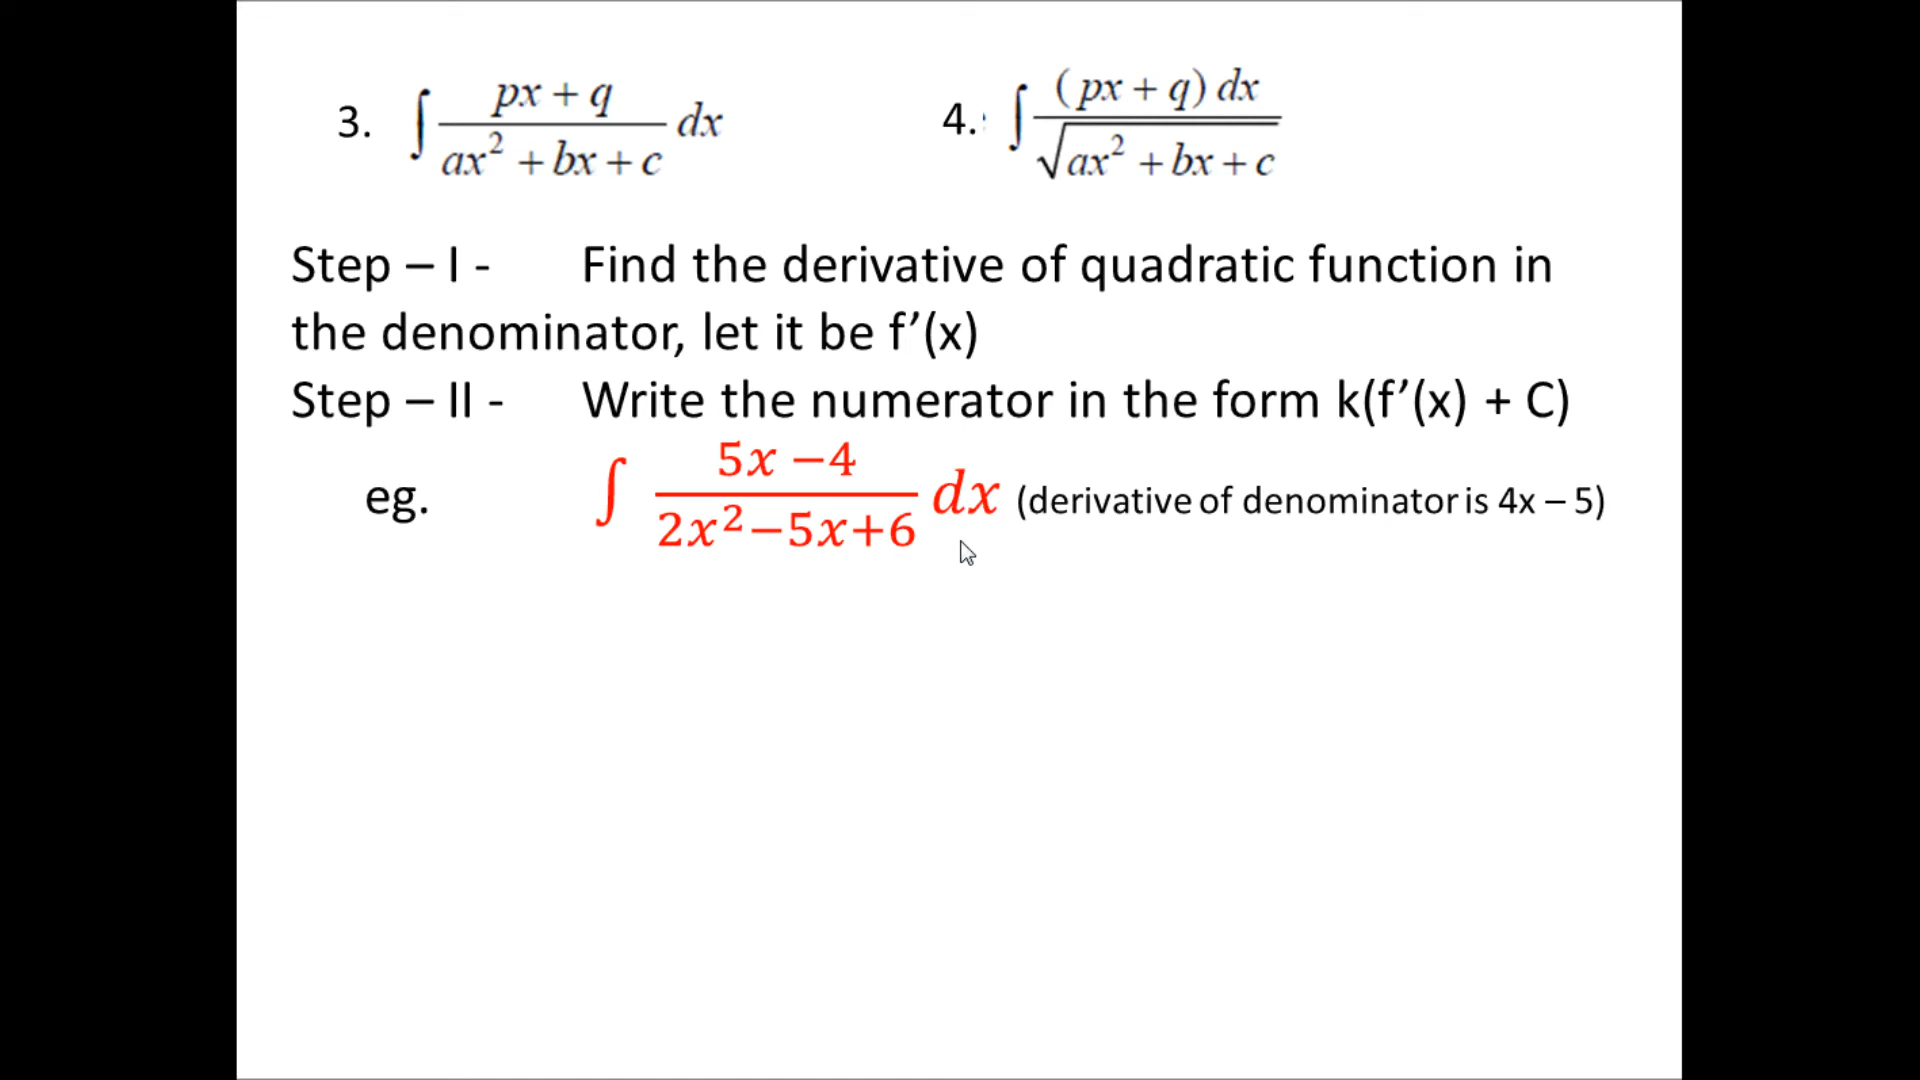 3. ∫ (px + q)/(ax² + bx + c) dx    4. ∫ (px + q) dx/√(ax² + bx + c)
Step – I -    Find the derivative of quadratic function in
the denominator, let it be f’(x)
Step – II -    Write the numerator in the form k(f’(x) + C)
eg.    ∫ (5x −4)/(2x²−5x+6) dx (derivative of denominator is 4x – 5)